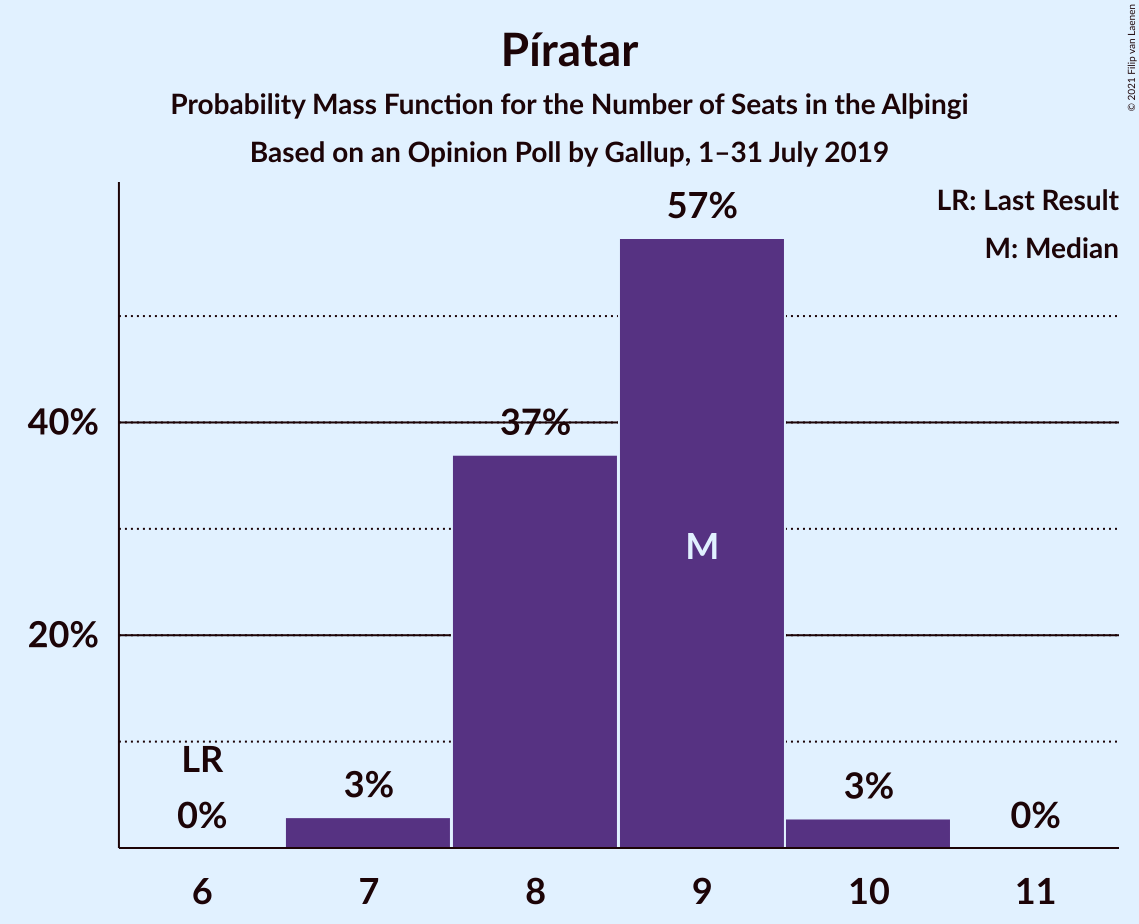 Píratar
Probability Mass Function for the Number of Seats in the Alþingi
Based on an Opinion Poll by Gallup, 1–31 July 2019
© 2021 Filip van Laenen
LR: Last Result
M: Median
57%
40%
37%
M
20%
LR
0%
3%
3%
0%
6 7 8 9 10 11